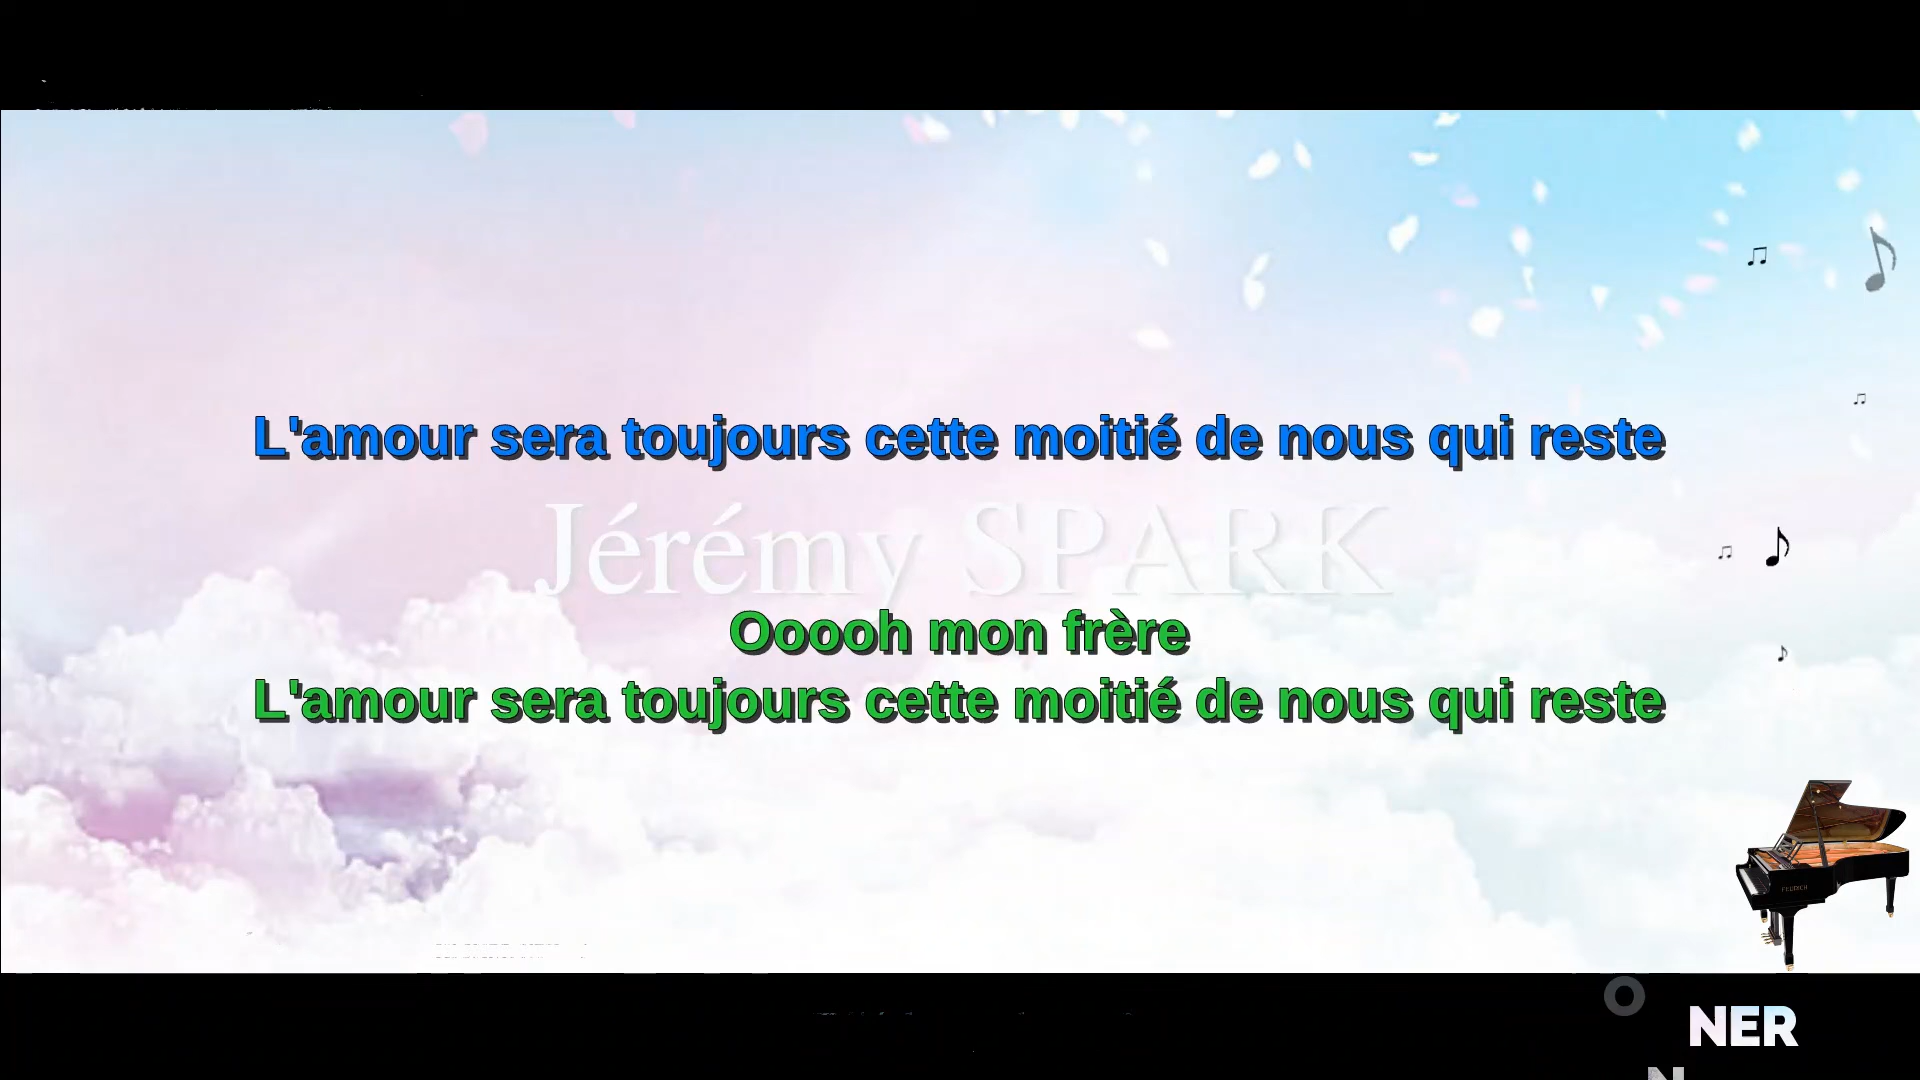 L'amour sera toujours cette moitié de nous qui reste
Jérémy SPARK
Ooooh mon frère
L'amour sera toujours cette moitié de nous qui reste
FEURICH
O
NER
N